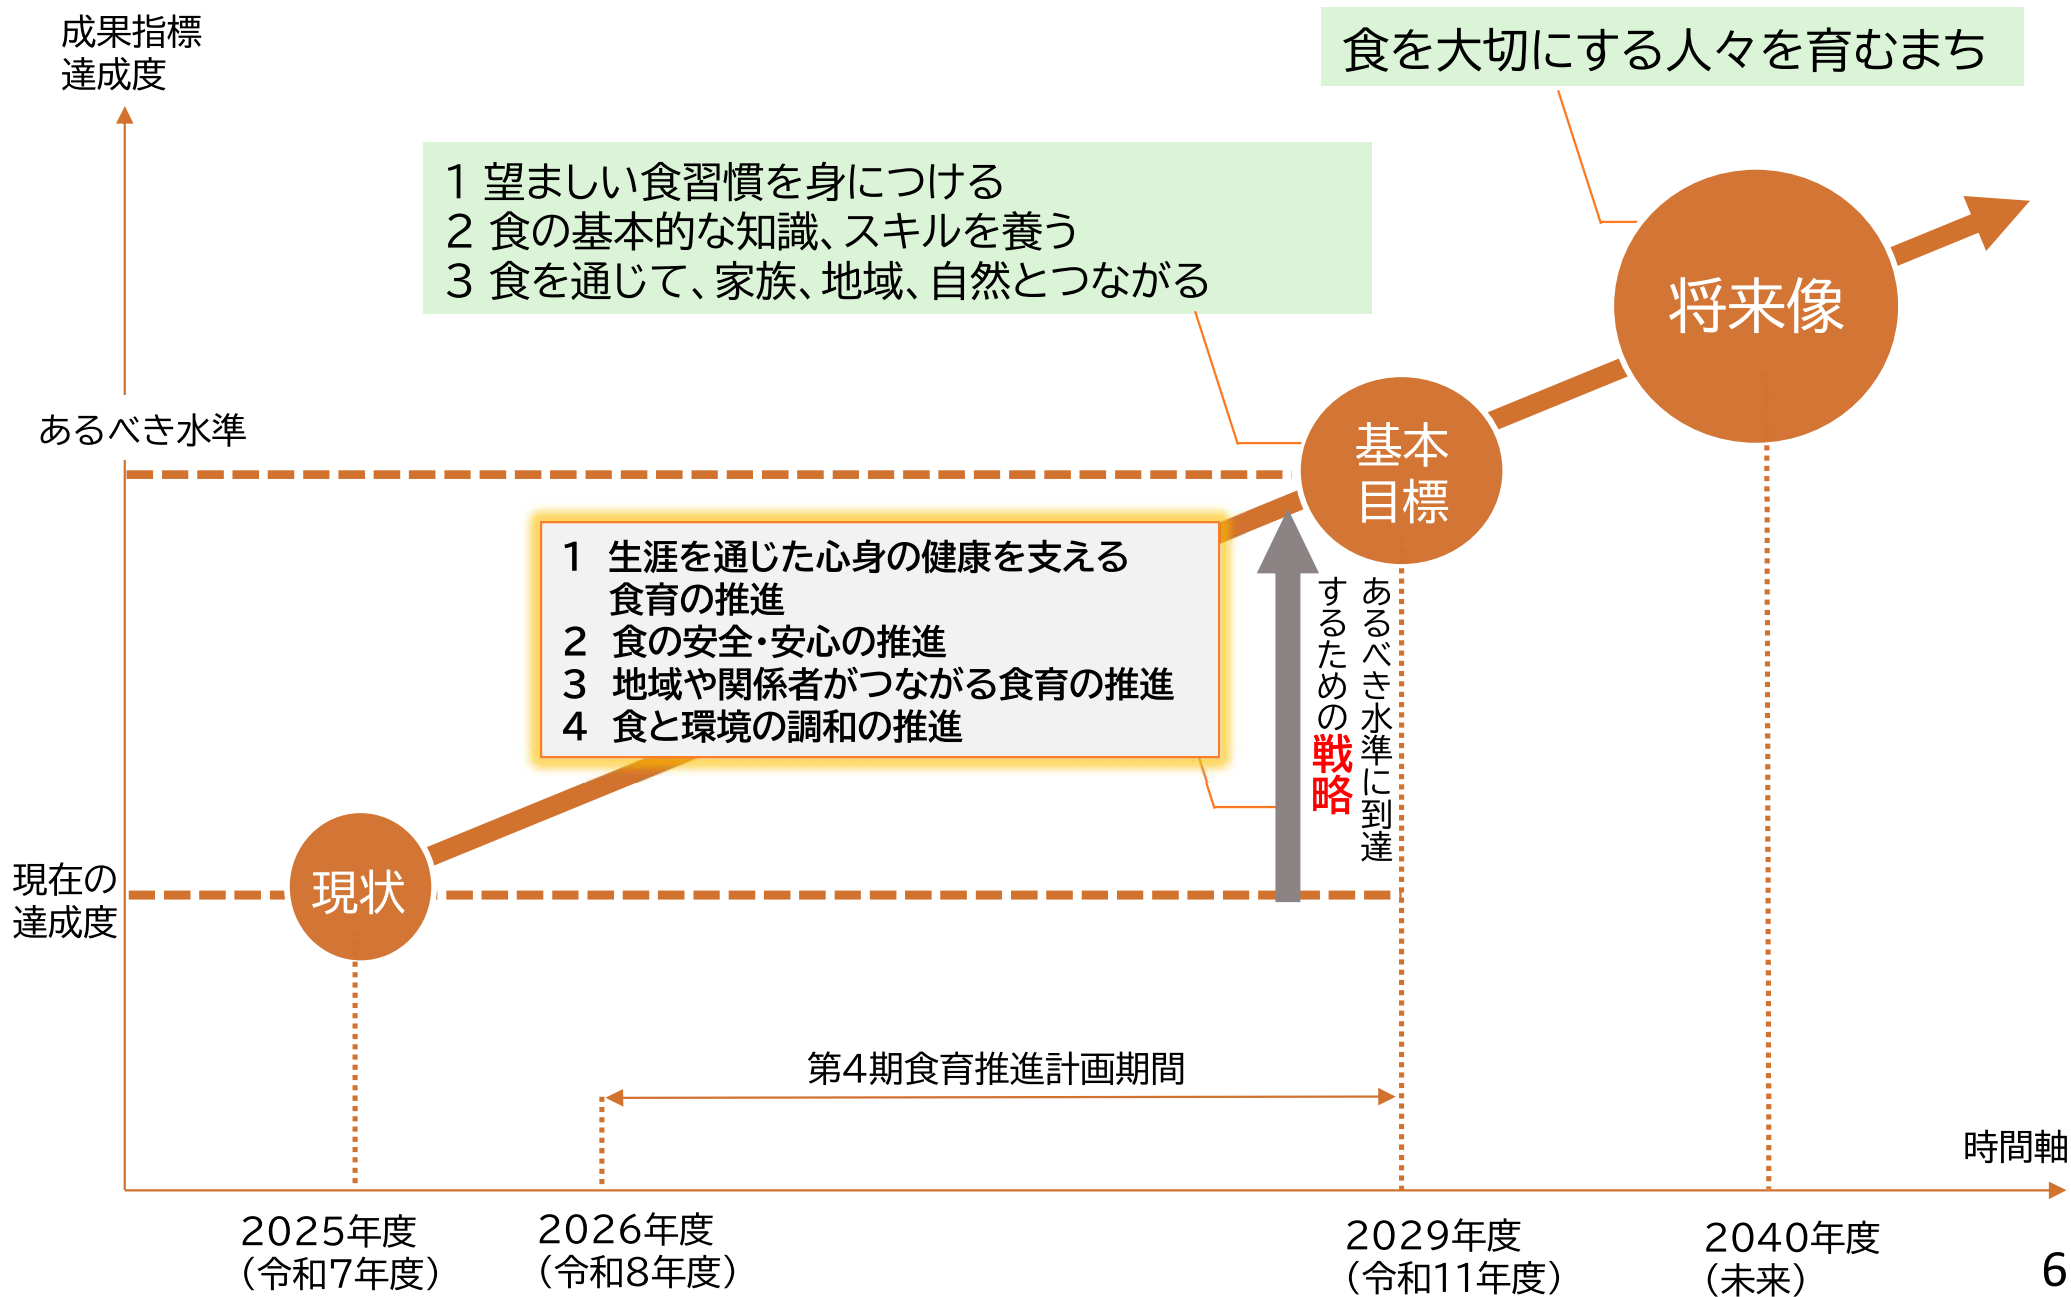 成果指標
達成度
食を大切にする人々を育むまち
1 望ましい食習慣を身につける
2 食の基本的な知識、スキルを養う
3 食を通じて、家族、地域、自然とつながる
将来像
あるべき水準
基本
目標
1 生涯を通じた心身の健康を支える
食育の推進
2 食の安全・安心の推進
3 地域や関係者がつながる食育の推進
4 食と環境の調和の推進
あるべき水準に到達
するための戦略
現在の
達成度
現状
第4期食育推進計画期間
時間軸
2025年度
（令和7年度）
2026年度
（令和8年度）
2029年度
（令和11年度）
2040年度
（未来）
6